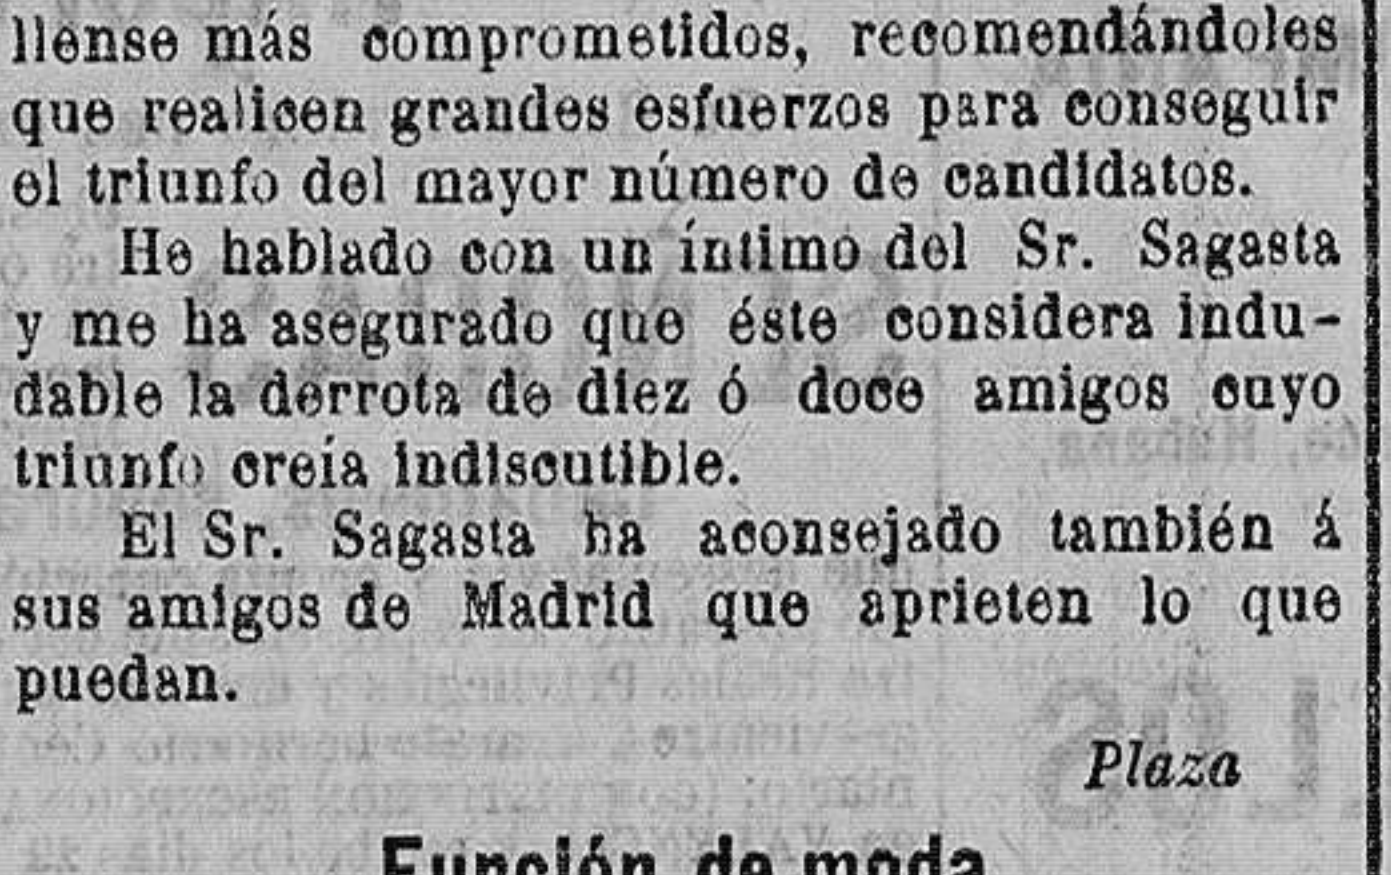 llense más comprometidos, recomendándoles
que realicen grandes esfuerzos para conseguir
el triunfo del mayor número de candidatos.
He hablado con un íntimo del Sr. Sagasta
y me ha asegurado que éste considera indu-
dable la derrota de diez ó doce amigos cuyo
triunfo creía indiscutible.
El Sr. Sagasta ha aconsejado también á
sus amigos de Madrid que aprieten lo que
puedan.
Plaza
Función de moda